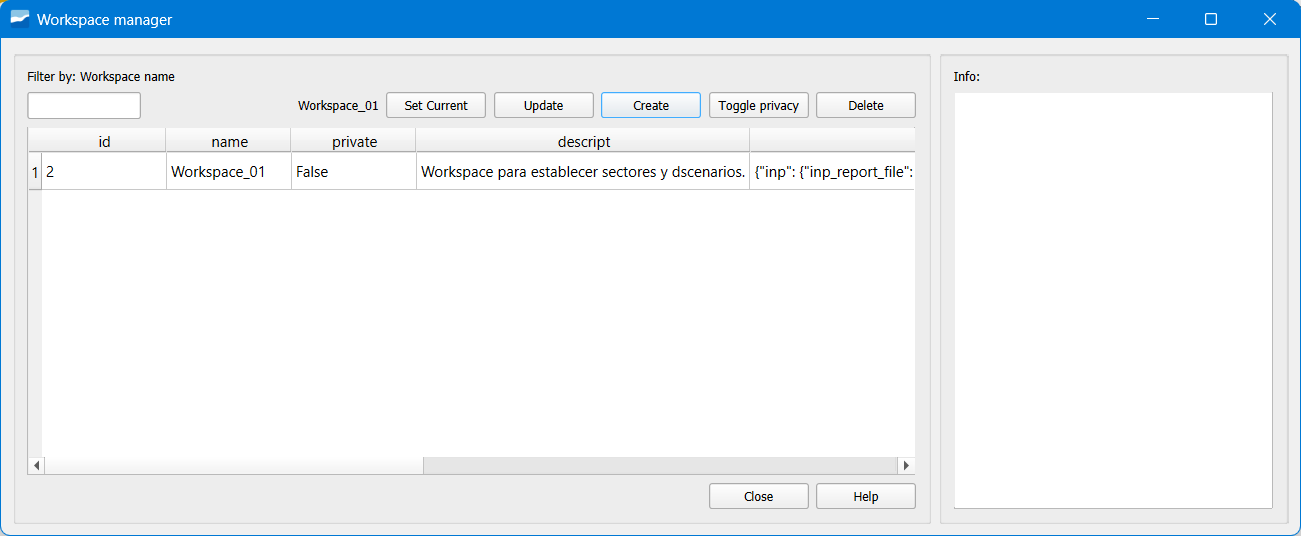 Workspace manager
Filter by: Workspace name
Info:
Workspace_01 Set Current Update Create Toggle privacy Delete
id name private descript
1 2 Workspace_01 False Workspace para establecer sectores y dscenarios. {"inp": {"inp_report_file":
Close Help